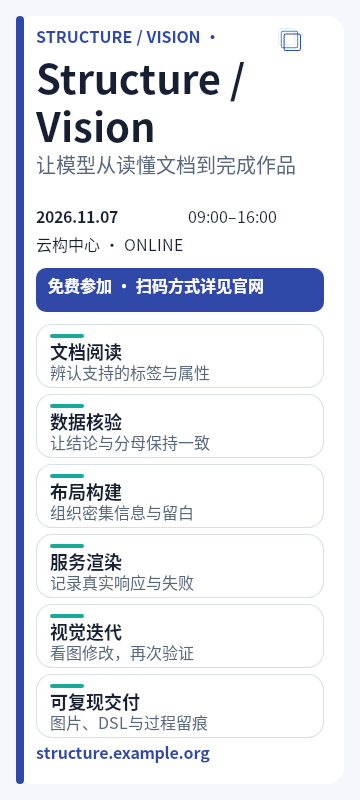 STRUCTURE / VISION ・
Structure /
Vision
让模型从读懂文档到完成作品
2026.11.07 09:00–16:00
云构中心 ・ ONLINE
免费参加 ・ 扫码方式详见官网
文档阅读
辨认支持的标签与属性
数据核验
让结论与分母保持一致
布局构建
组织密集信息与留白
服务渲染
记录真实响应与失败
视觉迭代
看图修改，再次验证
可复现交付
图片、DSL与过程留痕
structure.example.org